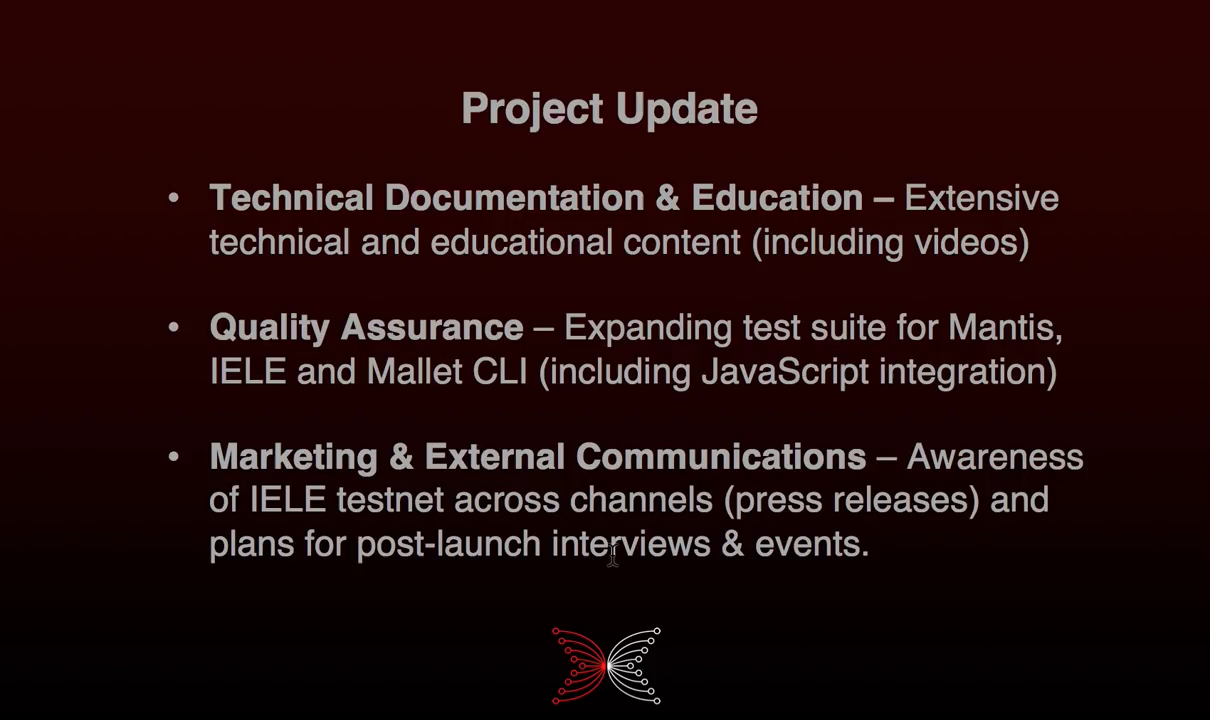 Project Update
• Technical Documentation & Education – Extensive
technical and educational content (including videos)
• Quality Assurance – Expanding test suite for Mantis,
IELE and Mallet CLI (including JavaScript integration)
• Marketing & External Communications – Awareness
of IELE testnet across channels (press releases) and
plans for post-launch interviews & events.